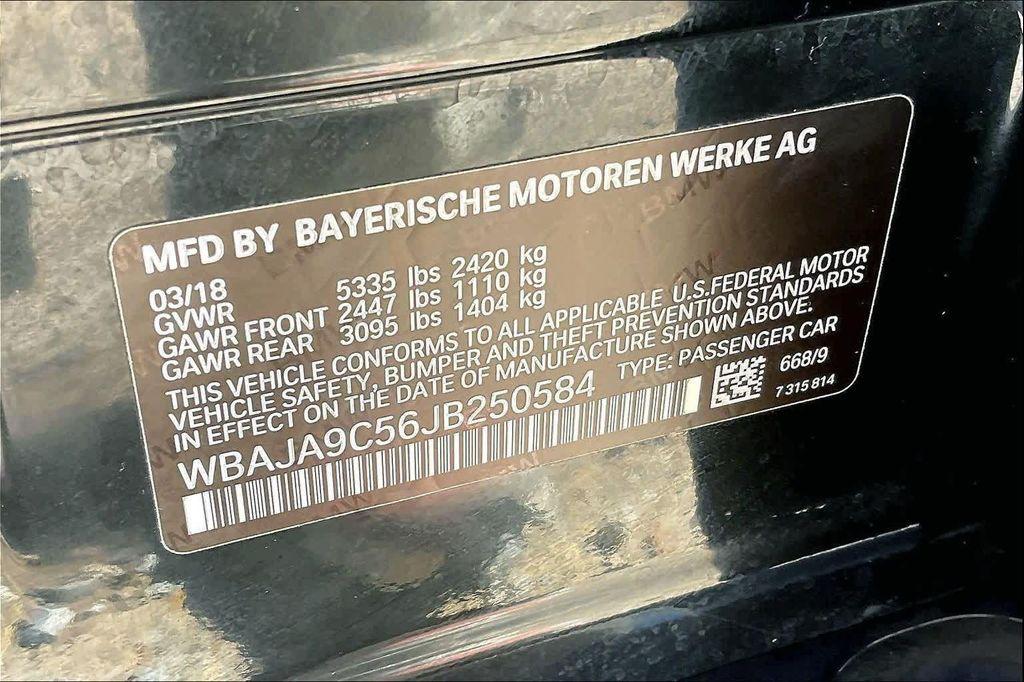 MFD BY BAYERISCHE MOTOREN WERKE AG
03/18
GVWR 5335 lbs 2420 kg
GAWR FRONT 2447 lbs 1110 kg
GAWR REAR 3095 lbs 1404 kg
THIS VEHICLE CONFORMS TO ALL APPLICABLE U.S.FEDERAL MOTOR
VEHICLE SAFETY, BUMPER AND THEFT PREVENTION STANDARDS
IN EFFECT ON THE DATE OF MANUFACTURE SHOWN ABOVE.
WBAJA9C56JB250584 TYPE: PASSENGER CAR
668/9
7 315 814